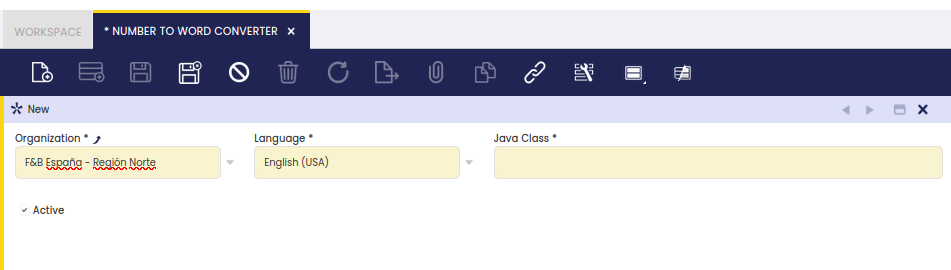 WORKSPACE
* NUMBER TO WORD CONVERTER ×
New
Organization * Language * Java Class *
F&B España - Región Norte English (USA)
Active